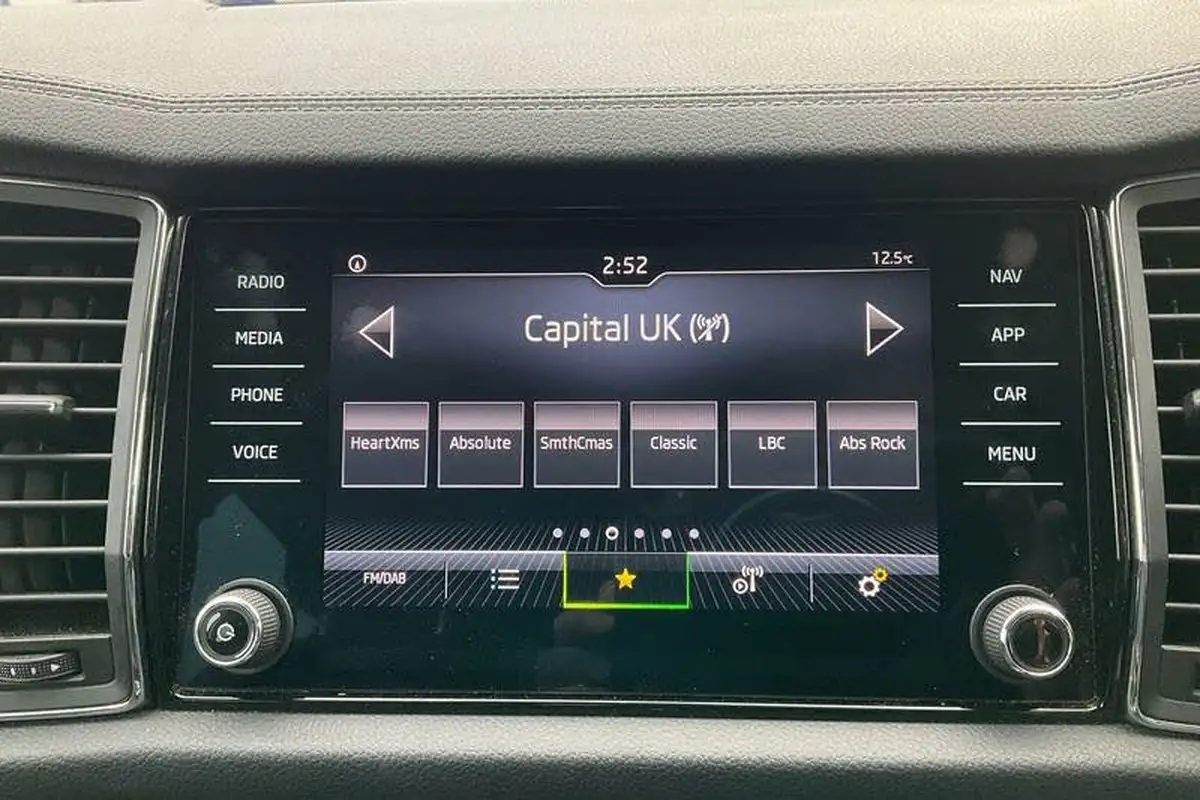 RADIO
MEDIA
PHONE
VOICE
2:52
12.5°C
Capital UK
HeartXms
Absolute
SmthCmas
Classic
LBC
Abs Rock
FM/DAB
NAV
APP
CAR
MENU